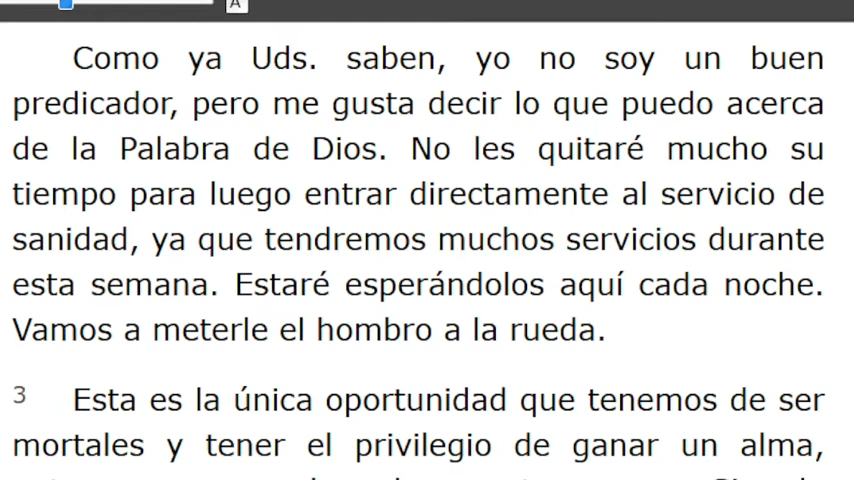 A
Como ya Uds. saben, yo no soy un buen
predicador, pero me gusta decir lo que puedo acerca
de la Palabra de Dios. No les quitaré mucho su
tiempo para luego entrar directamente al servicio de
sanidad, ya que tendremos muchos servicios durante
esta semana. Estaré esperándolos aquí cada noche.
Vamos a meterle el hombro a la rueda.
3 Esta es la única oportunidad que tenemos de ser
mortales y tener el privilegio de ganar un alma,